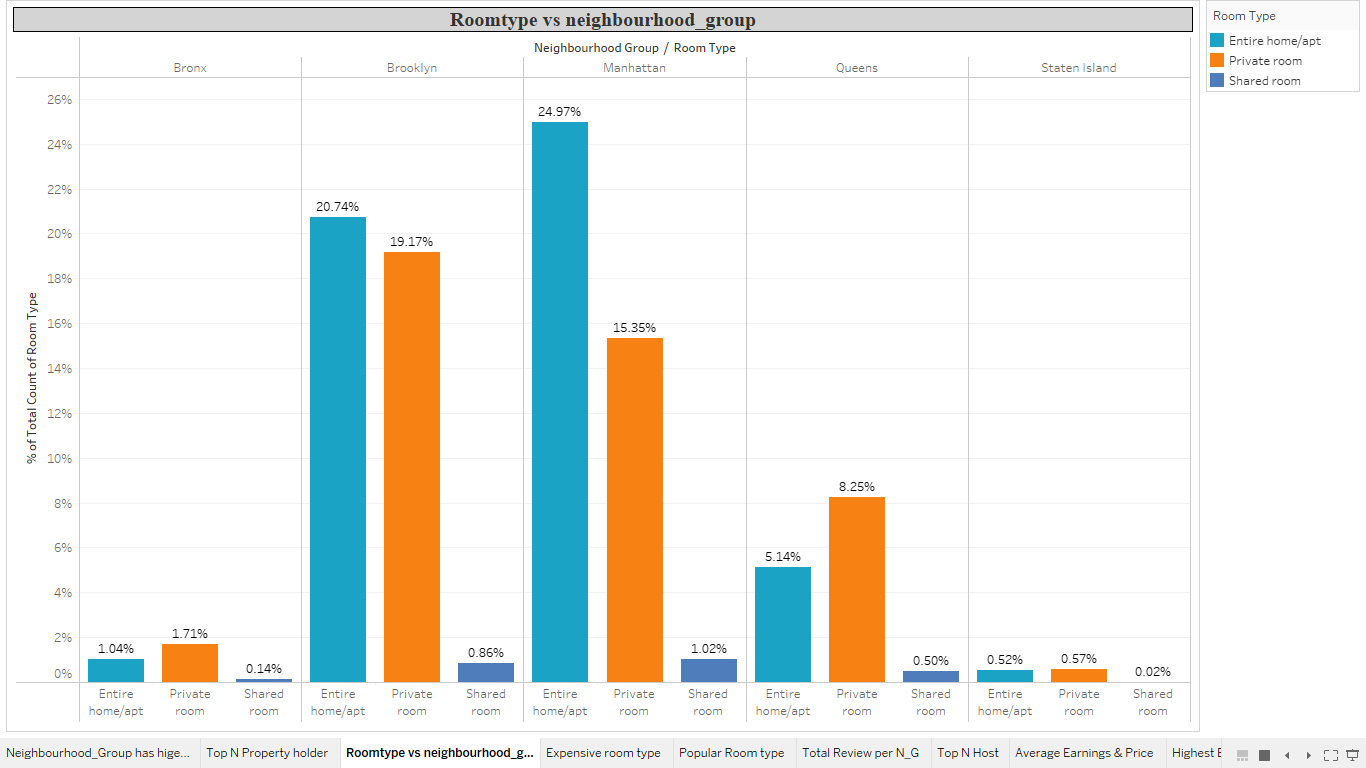 Roomtype vs neighbourhood_group
Room Type
Entire home/apt
Private room
Shared room
Neighbourhood Group / Room Type
Bronx Brooklyn Manhattan Queens Staten Island
% of Total Count of Room Type
26%
24%
22%
20%
18%
16%
14%
12%
10%
8%
6%
4%
2%
0%
1.04% 1.71% 0.14% 20.74% 19.17% 0.86% 24.97% 15.35% 1.02% 5.14% 8.25% 0.50% 0.52% 0.57% 0.02%
Entire Private Shared Entire Private Shared Entire Private Shared Entire Private Shared Entire Private Shared
home/apt room room home/apt room room home/apt room room home/apt room room home/apt room room
Neighbourhood_Group has hige... Top N Property holder Roomtype vs neighbourhood_g... Expensive room type Popular Room type Total Review per N_G Top N Host Average Earnings & Price Highest